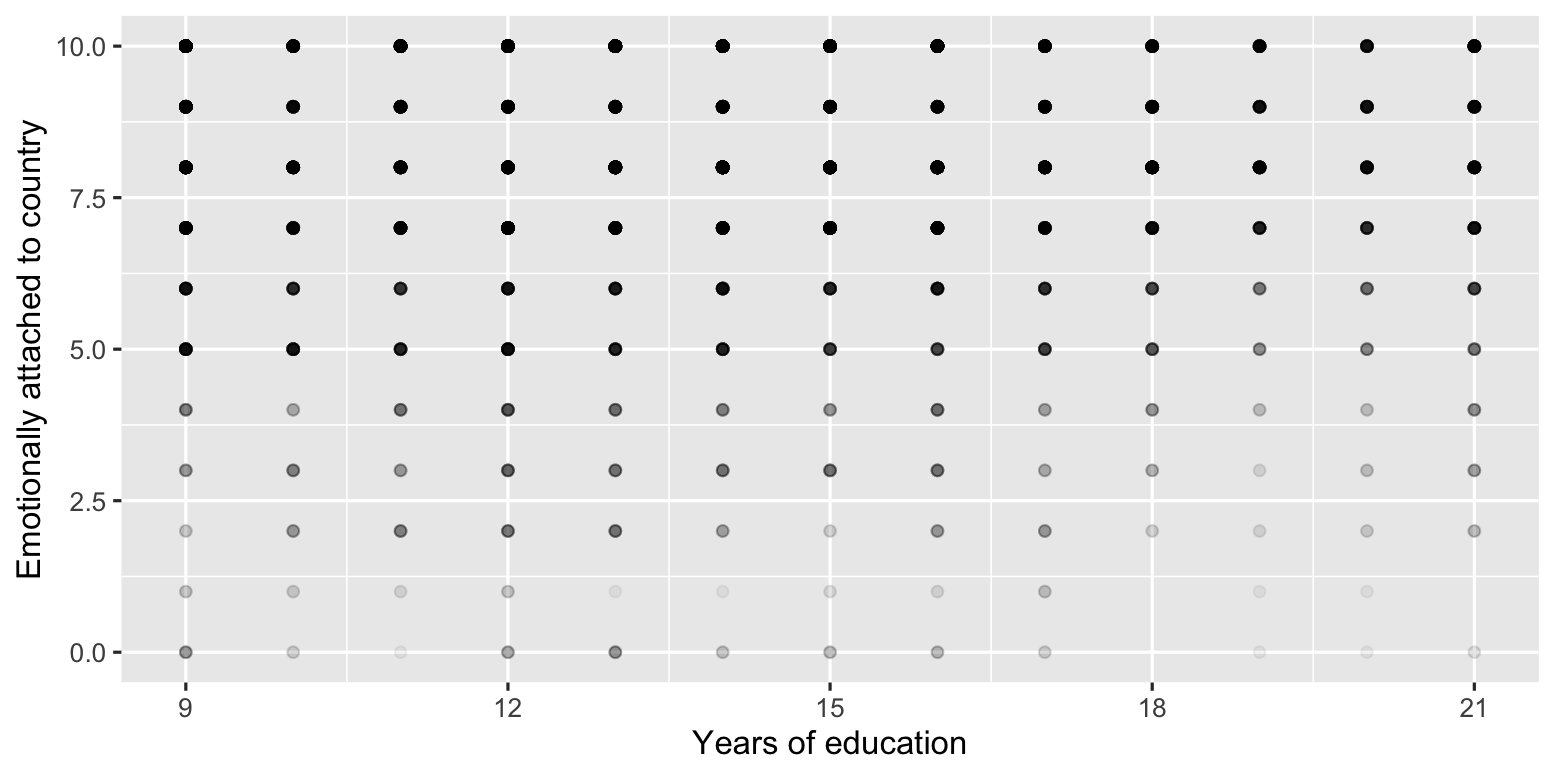 Emotionally attached to country
10.0
7.5
5.0
2.5
0.0
9 12 15 18 21
Years of education